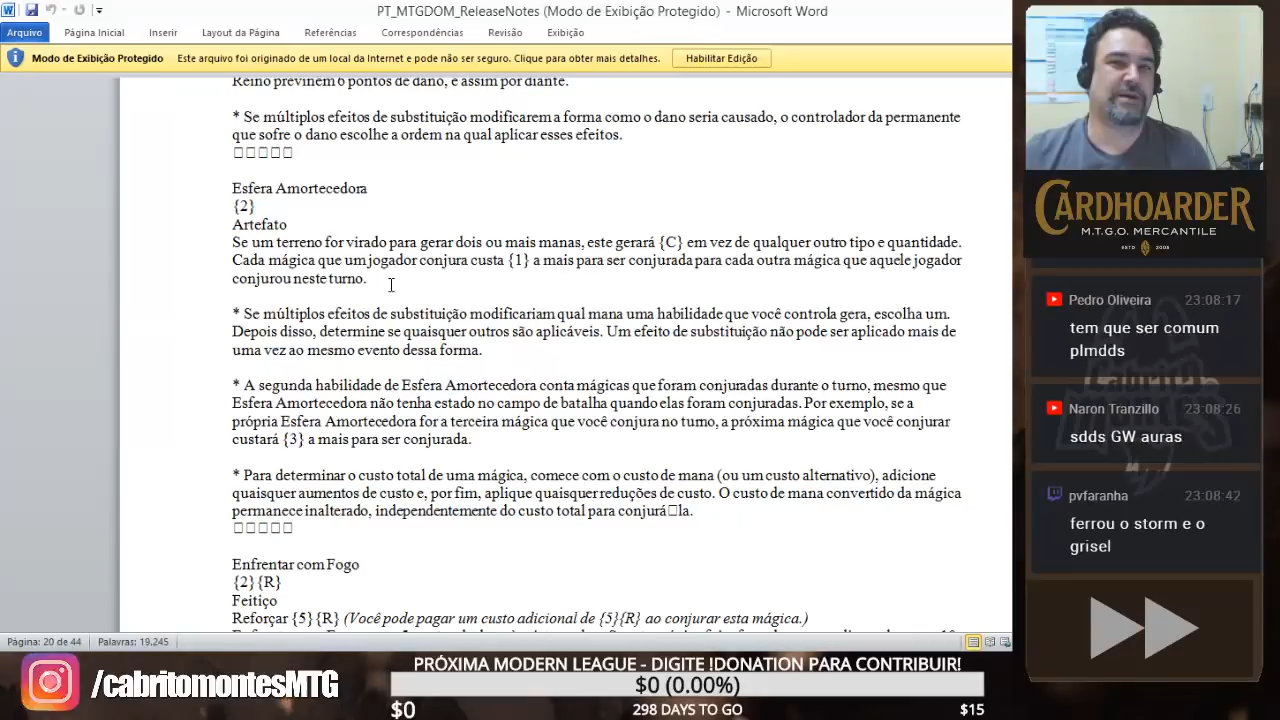 PT_MTGDOM_ReleaseNotes (Modo de Exibição Protegido) - Microsoft Word
Arquivo
Página Inicial
Inserir
Layout da Página
Referências
Correspondências
Revisão
Exibição
Modo de Exibição Protegido
Este arquivo foi originado de um local da Internet e pode não ser seguro. Clique para obter mais detalhes.
Habilitar Edição
Reino previnem 0 pontos de dano, e assim por diante.
* Se múltiplos efeitos de substituição modificarem a forma como o dano seria causado, o controlador da permanente
que sofre o dano escolhe a ordem na qual aplicar esses efeitos.
Esfera Amortecedora
{2}
Artefato
Se um terreno for virado para gerar dois ou mais manas, este gerará {C} em vez de qualquer outro tipo e quantidade.
Cada mágica que um jogador conjura custa {1} a mais para ser conjurada para cada outra mágica que aquele jogador
conjurou neste turno.
* Se múltiplos efeitos de substituição modificariam qual mana uma habilidade que você controla gera, escolha um.
Depois disso, determine se quaisquer outros são aplicáveis. Um efeito de substituição não pode ser aplicado mais de
uma vez ao mesmo evento dessa forma.
* A segunda habilidade de Esfera Amortecedora conta mágicas que foram conjuradas durante o turno, mesmo que
Esfera Amortecedora não tenha estado no campo de batalha quando elas foram conjuradas. Por exemplo, se a
própria Esfera Amortecedora for a terceira mágica que você conjura no turno, a próxima mágica que você conjurar
custará {3} a mais para ser conjurada.
* Para determinar o custo total de uma mágica, comece com o custo de mana (ou um custo alternativo), adicione
quaisquer aumentos de custo e, por fim, aplique quaisquer reduções de custo. O custo de mana convertido da mágica
permanece inalterado, independentemente do custo total para conjurá□la.
Enfrentar com Fogo
{2}{R}
Feitiço
Reforçar {5}{R} (Você pode pagar um custo adicional de {5}{R} ao conjurar esta mágica.)
Página: 20 de 44
Palavras: 19.245
CARDHOARDER
M.T.G.O. MERCANTILE
ESTD
2008
Pedro Oliveira 23:08:17
tem que ser comum
plmdds
Naron Tranzillo 23:08:26
sdds GW auras
pvfaranha 23:08:42
ferrou o storm e o
grisel
/cabritomontesMTG
PRÓXIMA MODERN LEAGUE - DIGITE !DONATION PARA CONTRIBUIR!
$0 (0.00%)
$0
298 DAYS TO GO
$15